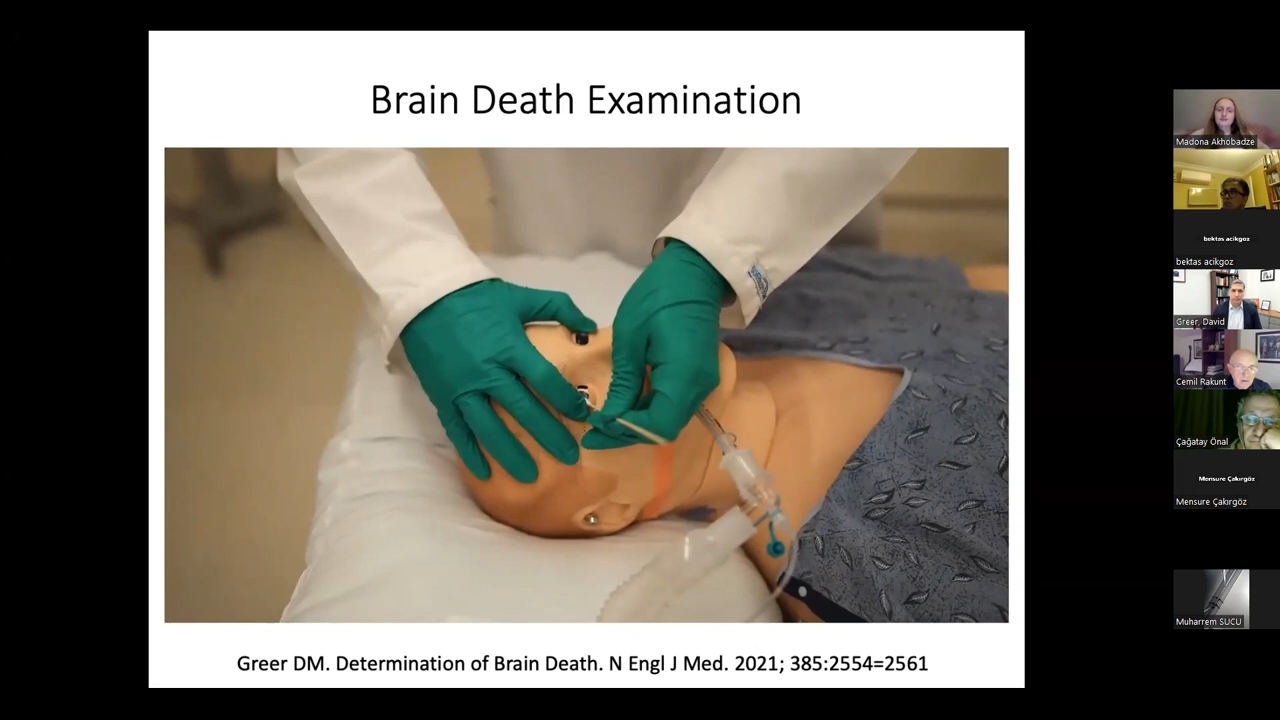 Brain Death Examination
Greer DM. Determination of Brain Death. N Engl J Med. 2021; 385:2554=2561
Madona Akhobadze
bektas acikgoz
bektas acikgoz
Greer, David
Cemil Rakunt
Çağatay Önal
Mensure Çakırgöz
Mensure Çakırgöz
Muharrem SUCU